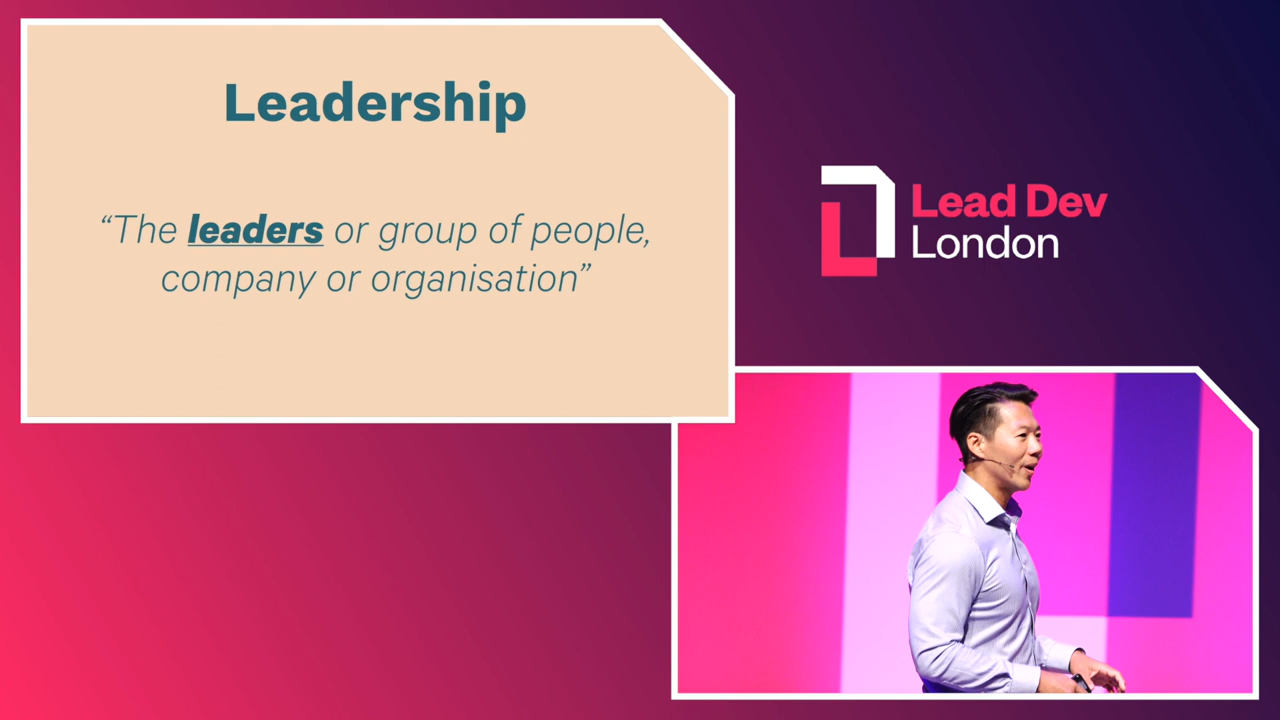 Leadership
“The leaders or group of people,
company or organisation”
Lead Dev
London